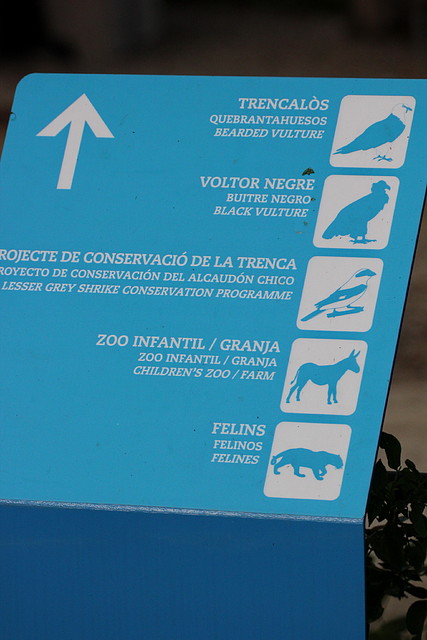 TRENCALÒS
QUEBRANTAHUESOS
BEARDED VULTURE
VOLTOR NEGRE
BUITRE NEGRO
BLACK VULTURE
ROJECTE DE CONSERVACIÓ DE LA TRENCA
ROYECTO DE CONSERVACIÓN DEL ALCAUDÓN CHICO
LESSER GREY SHRIKE CONSERVATION PROGRAMME
ZOO INFANTIL / GRANJA
ZOO INFANTIL / GRANJA
CHILDREN'S ZOO / FARM
FELINS
FELINOS
FELINES